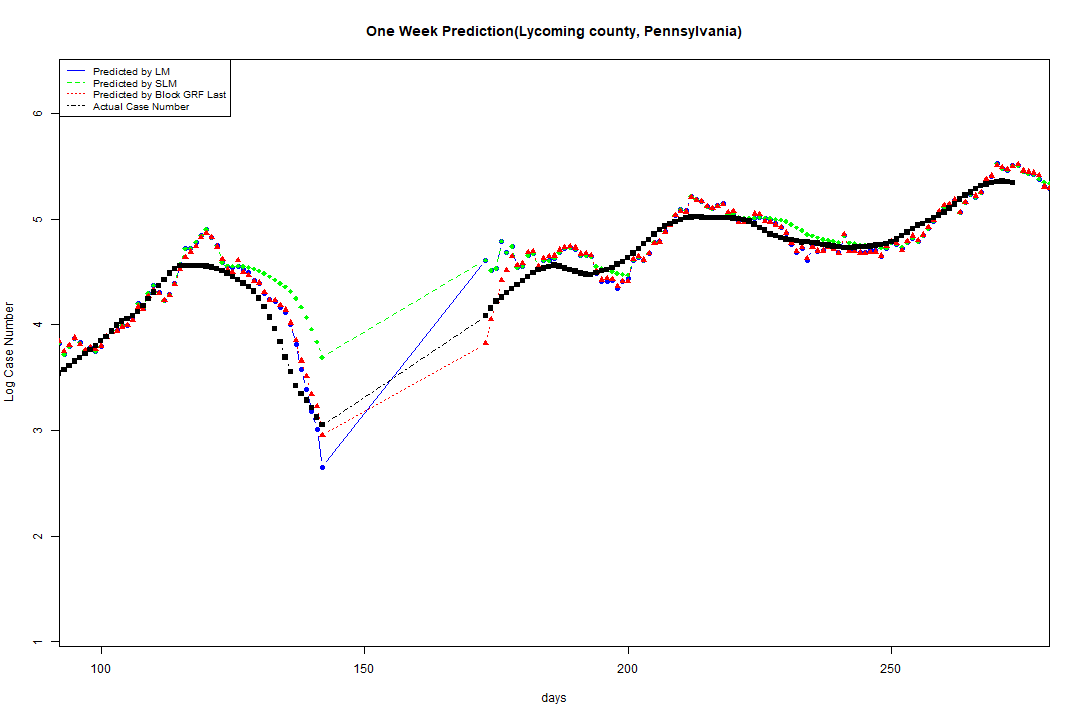 One Week Prediction(Lycoming county, Pennsylvania)
Predicted by LM
Predicted by SLM
Predicted by Block GRF Last
Actual Case Number
6
5
4
3
2
1
Log Case Number
100 150 200 250
days